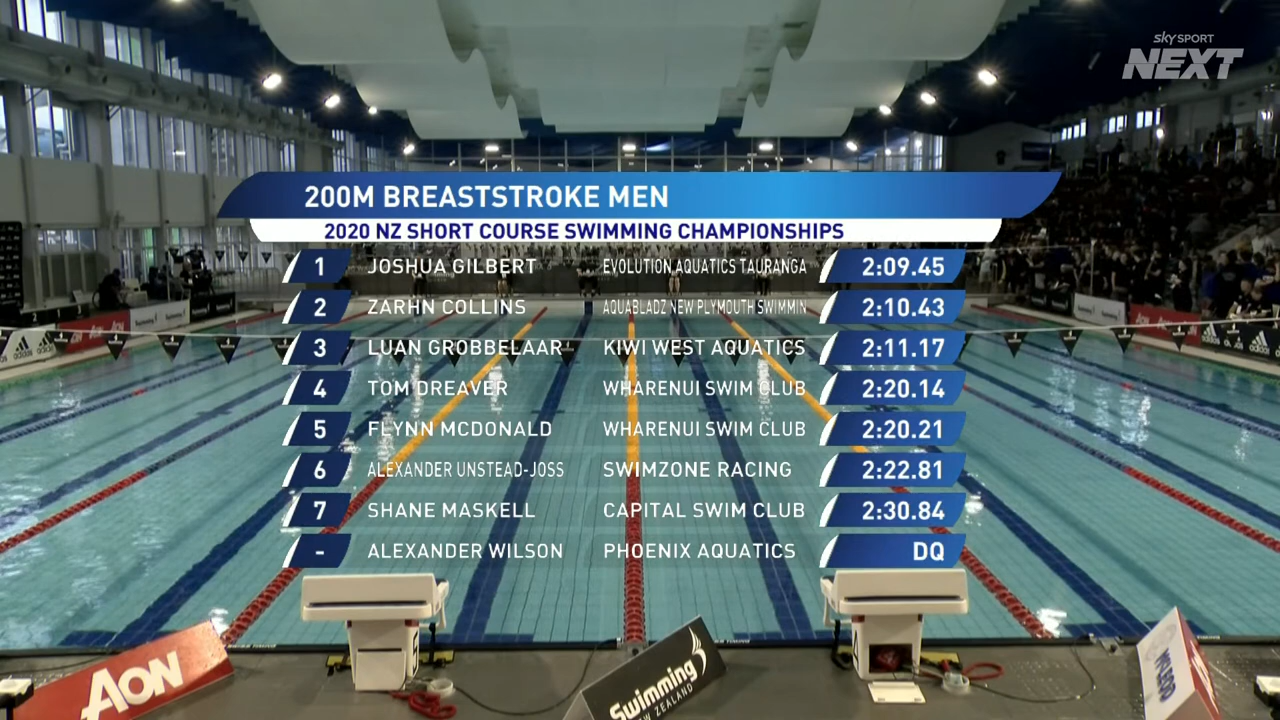 sky SPORT
NEXT
200M BREASTSTROKE MEN
2020 NZ SHORT COURSE SWIMMING CHAMPIONSHIPS
1 JOSHUA GILBERT EVOLUTION AQUATICS TAURANGA 2:09.45
2 ZARHN COLLINS AQUABLADZ NEW PLYMOUTH SWIMMIN 2:10.43
3 LUAN GROBBELAAR KIWI WEST AQUATICS 2:11.17
4 TOM DREAVER WHARENUI SWIM CLUB 2:20.14
5 FLYNN MCDONALD WHARENUI SWIM CLUB 2:20.21
6 ALEXANDER UNSTEAD-JOSS SWIMZONE RACING 2:22.81
7 SHANE MASKELL CAPITAL SWIM CLUB 2:30.84
- ALEXANDER WILSON PHOENIX AQUATICS DQ
AON
adidas
AON
Swimming
NEW ZEALAND